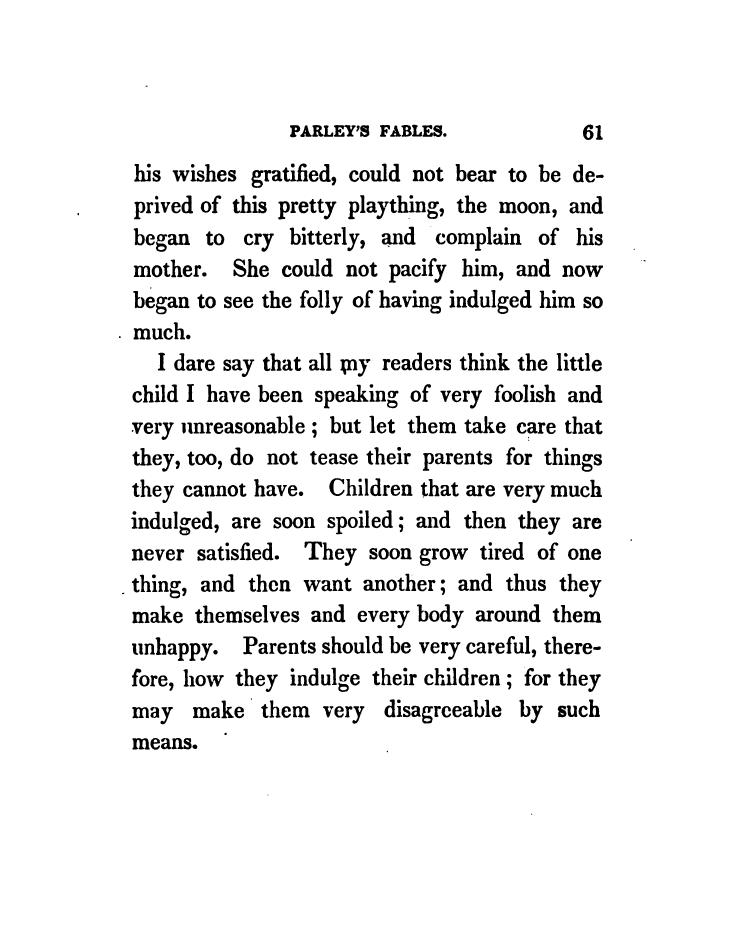 PARLEY'S FABLES. 61
his wishes gratified, could not bear to be de-
prived of this pretty plaything, the moon, and
began to cry bitterly, and complain of his
mother. She could not pacify him, and now
began to see the folly of having indulged him so
much.
I dare say that all my readers think the little
child I have been speaking of very foolish and
very unreasonable ; but let them take care that
they, too, do not tease their parents for things
they cannot have. Children that are very much
indulged, are soon spoiled ; and then they are
never satisfied. They soon grow tired of one
thing, and then want another ; and thus they
make themselves and every body around them
unhappy. Parents should be very careful, there-
fore, how they indulge their children ; for they
may make them very disagreeable by such
means.